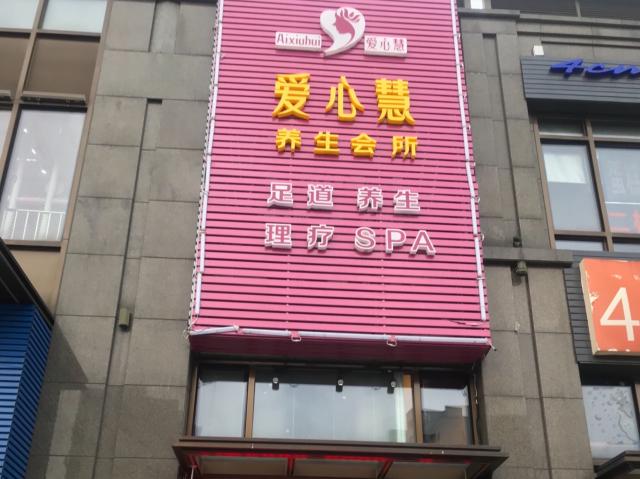 Aixinhui 爱心慧
爱心慧
养生会所
足道 养生
理疗 SPA
4